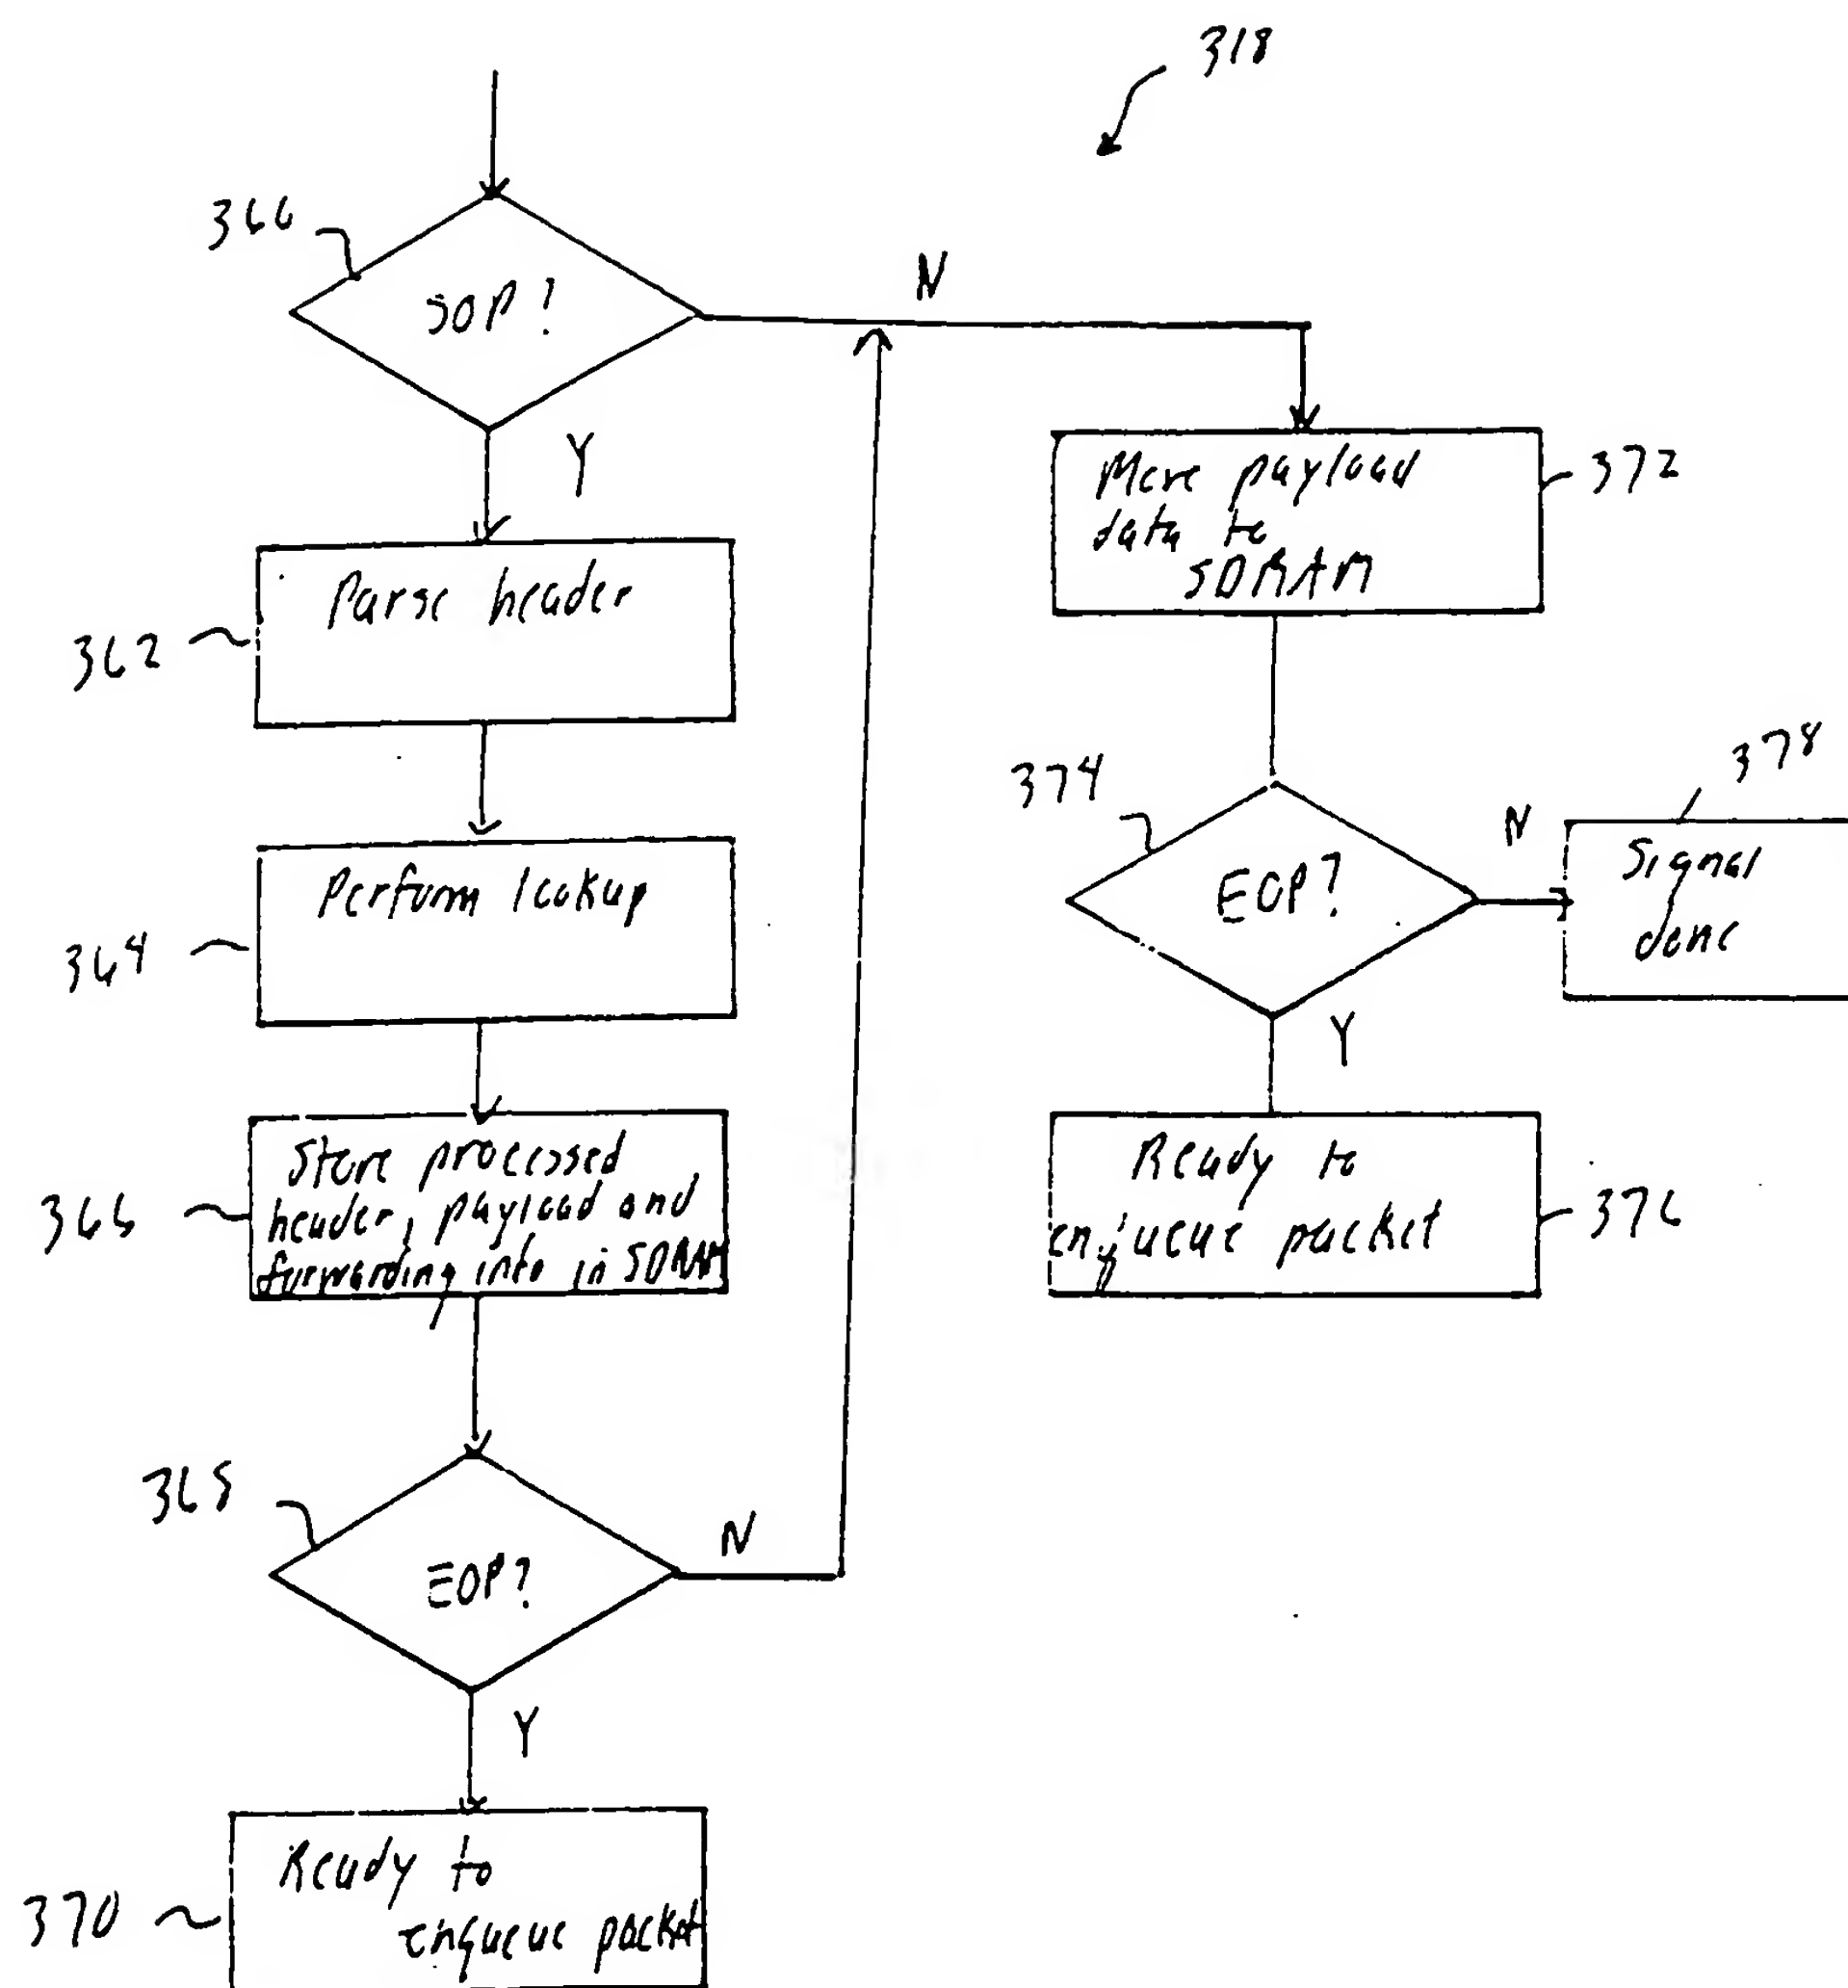 318
360
SOP?
N
Y
Parse header
362
Move payload
data to
SDRAM
372
Perform lookup
364
374
EOP?
N
378
Signal
done
Y
Store processed
header, payload and
forwarding info in SDRAM
366
Ready to
enqueue packet
376
368
EOP?
N
Y
Ready to
enqueue packet
370